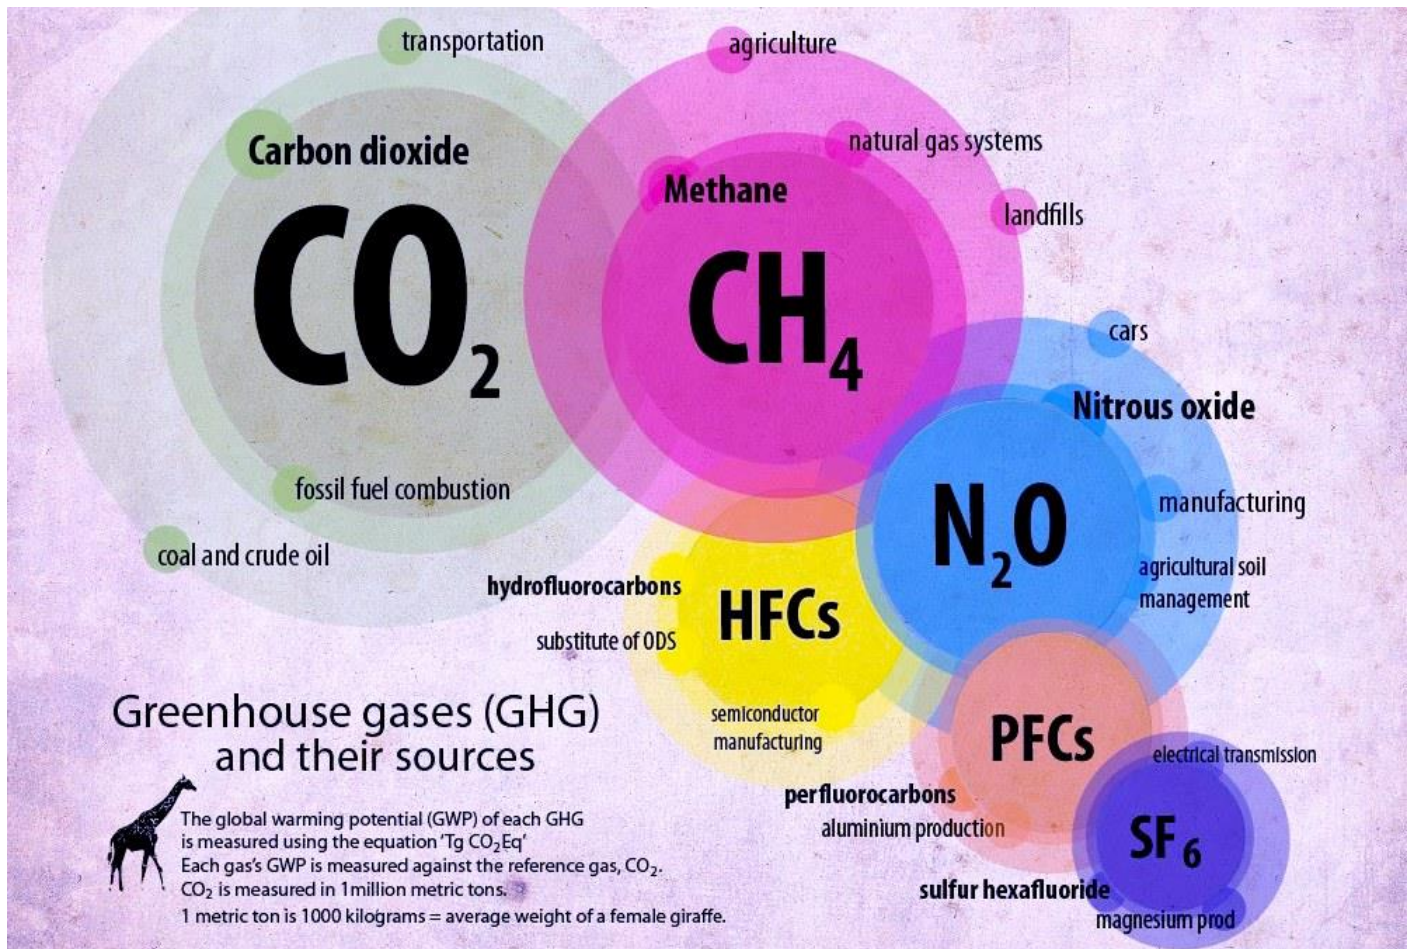 transportation
agriculture
Carbon dioxide
natural gas systems
Methane
landfills
CO₂
CH₄
cars
Nitrous oxide
fossil fuel combustion
manufacturing
N₂O
coal and crude oil
agricultural soil
management
hydrofluorocarbons
HFCs
substitute of ODS
semiconductor
manufacturing
PFCs
electrical transmission
perfluorocarbons
aluminium production
SF₆
sulfur hexafluoride
magnesium prod
Greenhouse gases (GHG)
and their sources
The global warming potential (GWP) of each GHG
is measured using the equation ‘Tg CO₂Eq’
Each gas’s GWP is measured against the reference gas, CO₂.
CO₂ is measured in 1million metric tons.
1 metric ton is 1000 kilograms = average weight of a female giraffe.